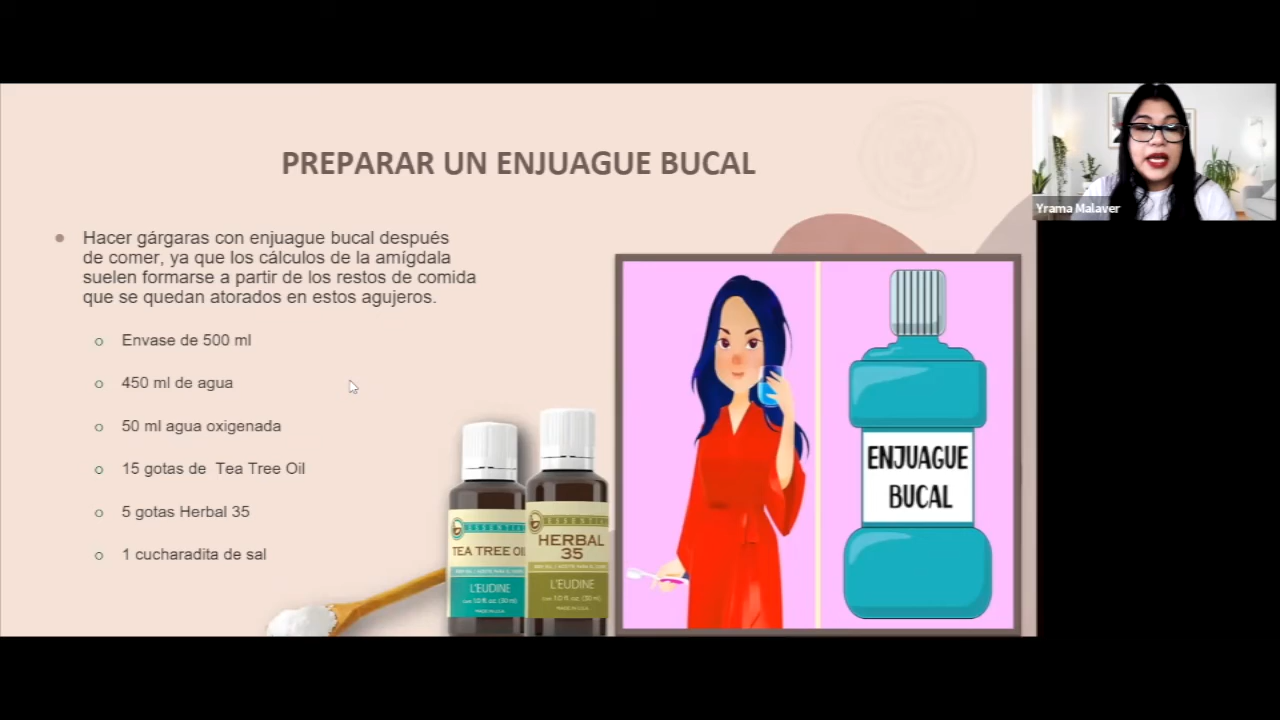 PREPARAR UN ENJUAGUE BUCAL
Yrama Malaver
Hacer gárgaras con enjuague bucal después
de comer, ya que los cálculos de la amígdala
suelen formarse a partir de los restos de comida
que se quedan atorados en estos agujeros.
Envase de 500 ml
450 ml de agua
50 ml agua oxigenada
15 gotas de Tea Tree Oil
5 gotas Herbal 35
1 cucharadita de sal
TEA TREE OIL
L'EUDINE
HERBAL
35
L'EUDINE
MADE IN U.S.A.
ENJUAGUE
BUCAL